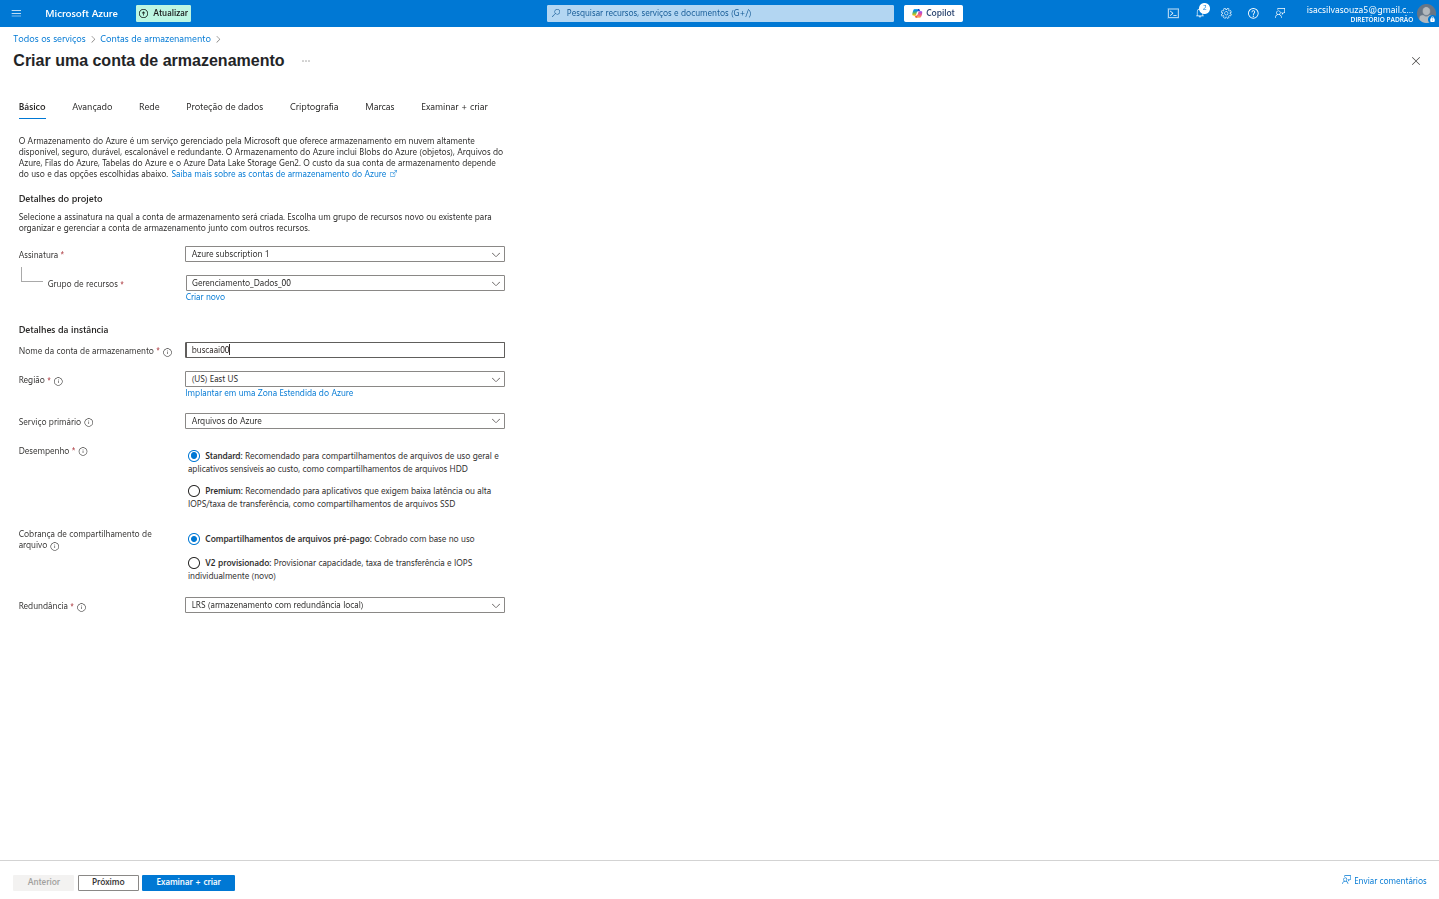 Microsoft Azure
Atualizar
Pesquisar recursos, serviços e documentos (G+/)
Copilot
2
isacsilvasouza5@gmail.c...
DIRETÓRIO PADRÃO
Todos os serviços > Contas de armazenamento >
Criar uma conta de armazenamento ...
Básico Avançado Rede Proteção de dados Criptografia Marcas Examinar + criar
O Armazenamento do Azure é um serviço gerenciado pela Microsoft que oferece armazenamento em nuvem altamente
disponível, seguro, durável, escalonável e redundante. O Armazenamento do Azure inclui Blobs do Azure (objetos), Arquivos do
Azure, Filas do Azure, Tabelas do Azure e o Azure Data Lake Storage Gen2. O custo da sua conta de armazenamento depende
do uso e das opções escolhidas abaixo. Saiba mais sobre as contas de armazenamento do Azure
Detalhes do projeto
Selecione a assinatura na qual a conta de armazenamento será criada. Escolha um grupo de recursos novo ou existente para
organizar e gerenciar a conta de armazenamento junto com outros recursos.
Assinatura *
Azure subscription 1
Grupo de recursos *
Gerenciamento_Dados_00
Criar novo
Detalhes da instância
Nome da conta de armazenamento *
buscaai00
Região *
(US) East US
Implantar em uma Zona Estendida do Azure
Serviço primário
Arquivos do Azure
Desempenho *
Standard: Recomendado para compartilhamentos de arquivos de uso geral e
aplicativos sensíveis ao custo, como compartilhamentos de arquivos HDD
Premium: Recomendado para aplicativos que exigem baixa latência ou alta
IOPS/taxa de transferência, como compartilhamentos de arquivos SSD
Cobrança de compartilhamento de
arquivo
Compartilhamentos de arquivos pré-pago: Cobrado com base no uso
V2 provisionado: Provisionar capacidade, taxa de transferência e IOPS
individualmente (novo)
Redundância *
LRS (armazenamento com redundância local)
Anterior
Próximo
Examinar + criar
Enviar comentários